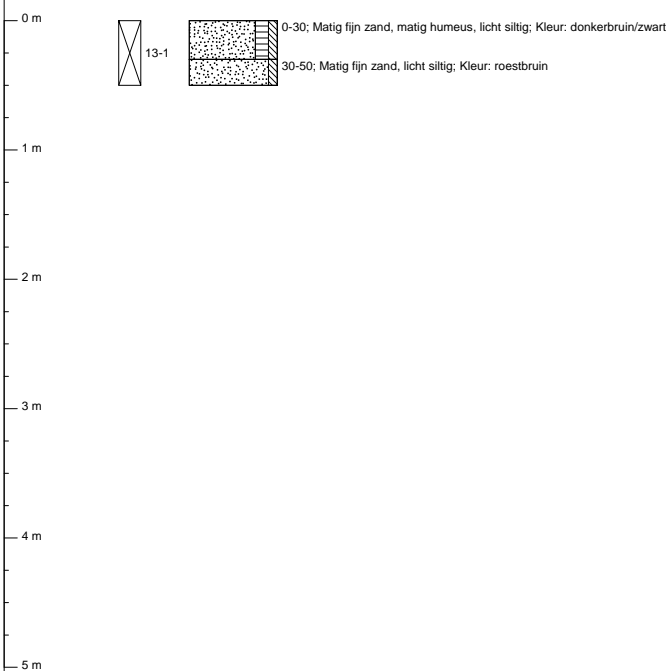 0 m
0-30; Matig fijn zand, matig humeus, licht siltig; Kleur: donkerbruin/zwart
13-1
30-50; Matig fijn zand, licht siltig; Kleur: roestbruin
1 m
2 m
3 m
4 m
5 m